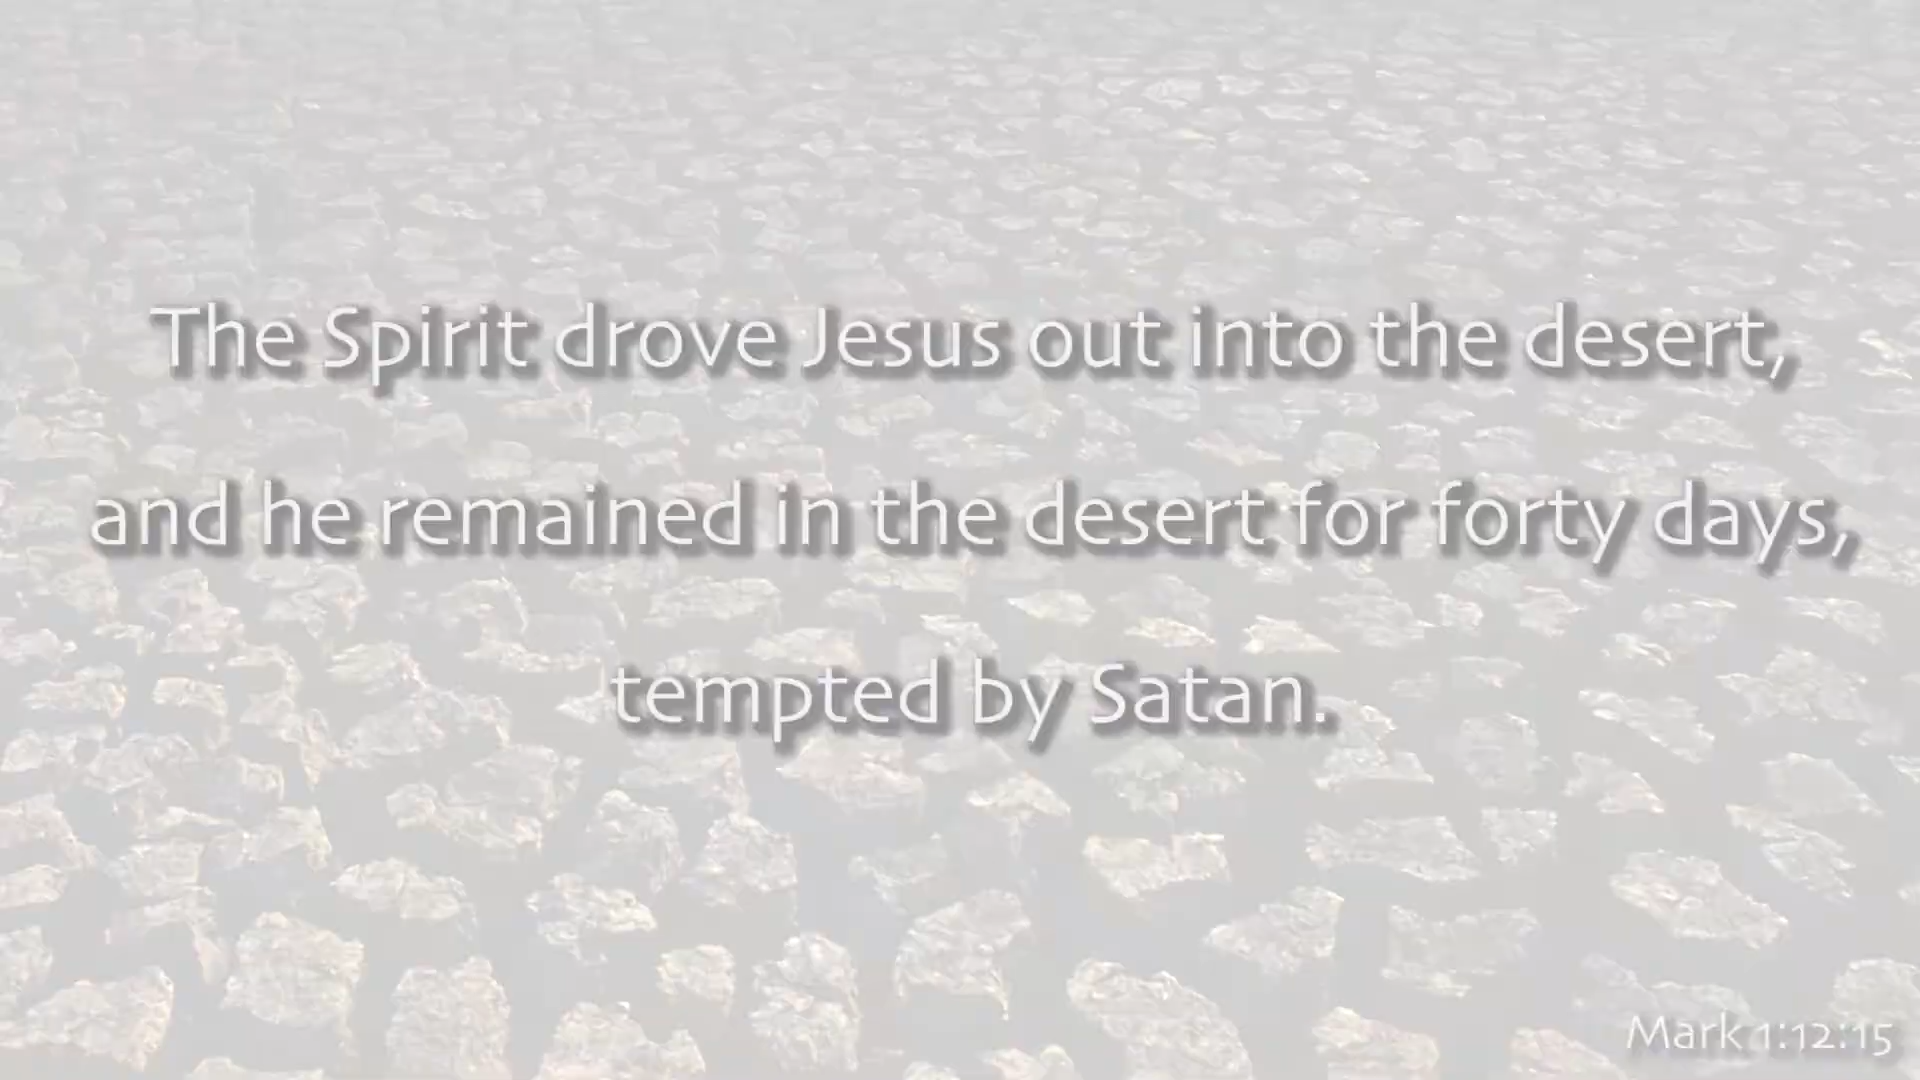 The Spirit drove Jesus out into the desert,
and he remained in the desert for forty days,
tempted by Satan.
Mark 1:12:15